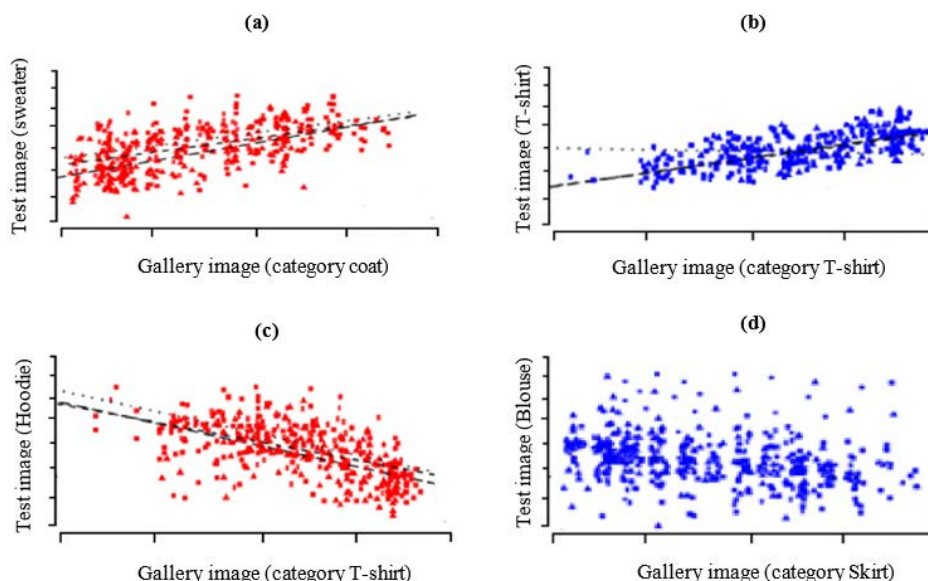 (a)
Test image (sweater)
Gallery image (category coat)
(b)
Test image (T-shirt)
Gallery image (category T-shirt)
(c)
Test image (Hoodie)
Gallery image (category T-shirt)
(d)
Test image (Blouse)
Gallery image (category Skirt)